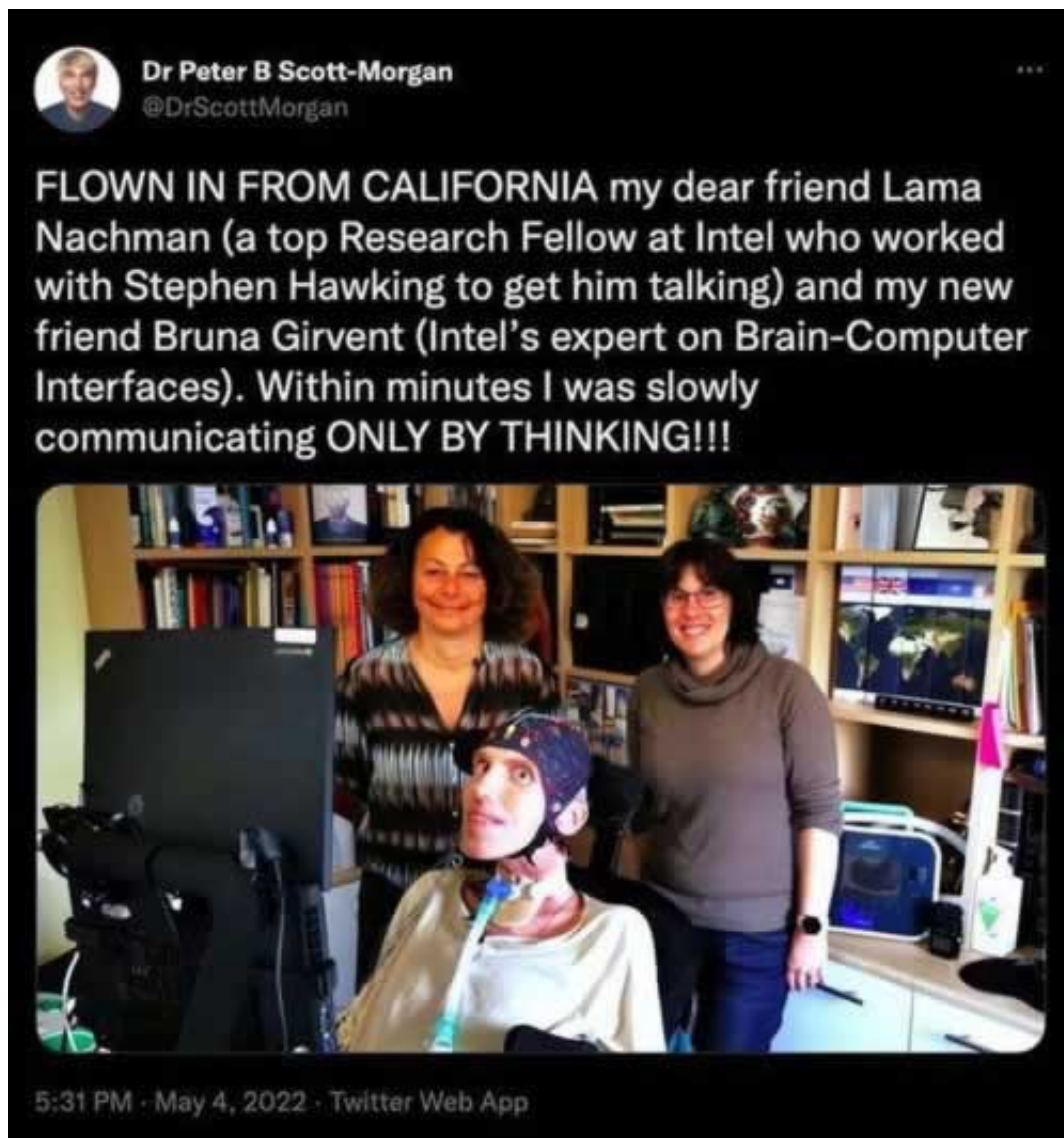 Dr Peter B Scott-Morgan
@DrScottMorgan
FLOWN IN FROM CALIFORNIA my dear friend Lama
Nachman (a top Research Fellow at Intel who worked
with Stephen Hawking to get him talking) and my new
friend Bruna Girvent (Intel’s expert on Brain-Computer
Interfaces). Within minutes I was slowly
communicating ONLY BY THINKING!!!
5:31 PM · May 4, 2022 · Twitter Web App